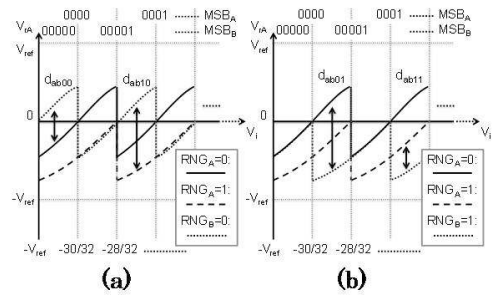 0000 0001 MSB_A
V_rA 00000 00001 MSB_B
V_ref
d_ab00 d_ab10
0
V_i
RNG_A=0:
RNG_A=1:
RNG_B=0:
-V_ref
-V_ref -30/32 -28/32
(a)
0000 0001 MSB_A
V_rA 00000 00001 MSB_B
V_ref
d_ab01 d_ab11
0
V_i
RNG_A=0:
RNG_A=1:
RNG_B=1:
-V_ref
-V_ref -30/32 -28/32
(b)